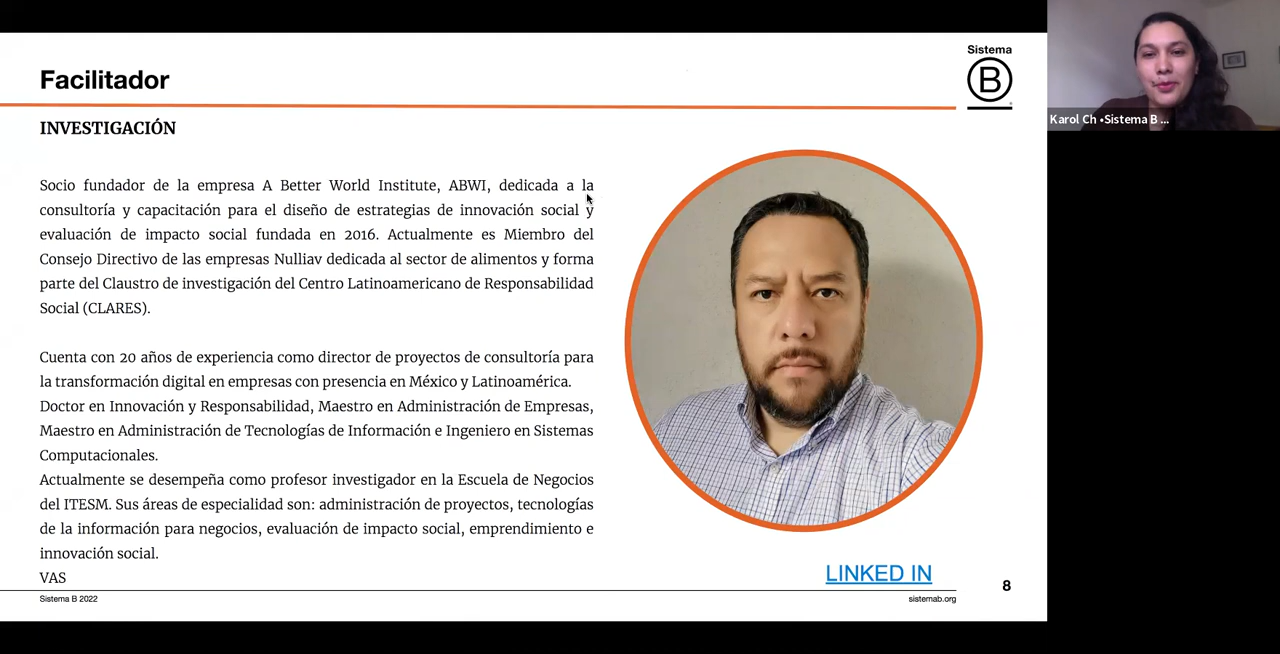 Facilitador
Sistema
B
INVESTIGACIÓN
Socio fundador de la empresa A Better World Institute, ABWI, dedicada a la
consultoría y capacitación para el diseño de estrategias de innovación social y
evaluación de impacto social fundada en 2016. Actualmente es Miembro del
Consejo Directivo de las empresas Nulliav dedicada al sector de alimentos y forma
parte del Claustro de investigación del Centro Latinoamericano de Responsabilidad
Social (CLARES).
Cuenta con 20 años de experiencia como director de proyectos de consultoría para
la transformación digital en empresas con presencia en México y Latinoamérica.
Doctor en Innovación y Responsabilidad, Maestro en Administración de Empresas,
Maestro en Administración de Tecnologías de Información e Ingeniero en Sistemas
Computacionales.
Actualmente se desempeña como profesor investigador en la Escuela de Negocios
del ITESM. Sus áreas de especialidad son: administración de proyectos, tecnologías
de la información para negocios, evaluación de impacto social, emprendimiento e
innovación social.
VAS
LINKED IN
8
Sistema B 2022
sistemab.org
Karol Ch •Sistema B ...